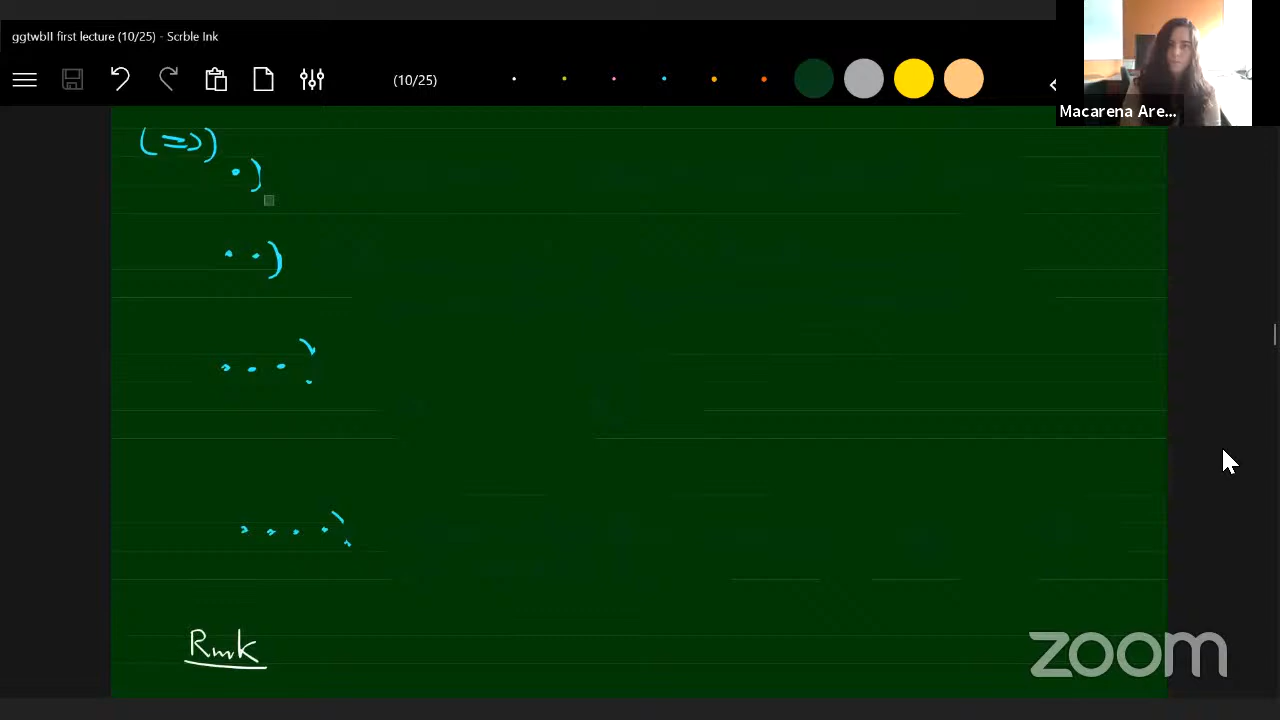 ggtwbII first lecture (10/25) - Scrble Ink
(10/25)
Macarena Are...
(=>)
.)
..)
...)
....)
Rmk
zoom